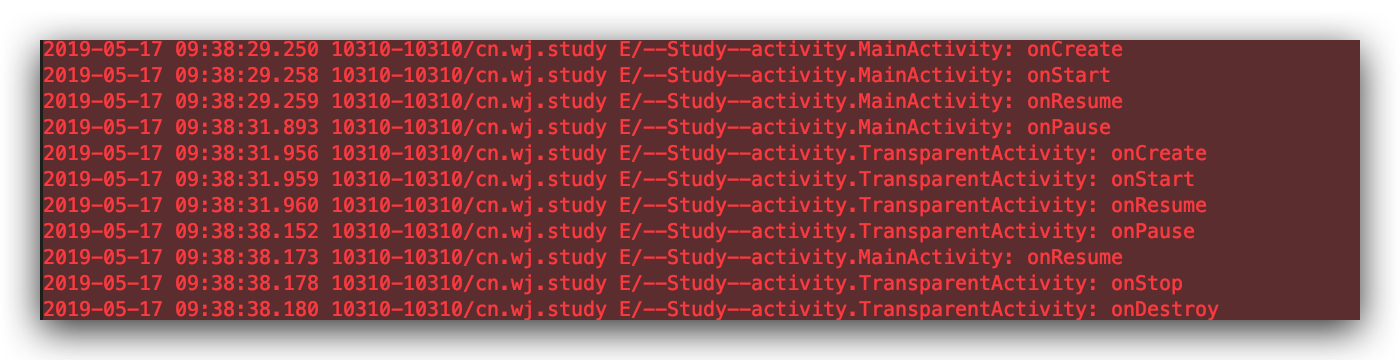 2019-05-17 09:38:29.250 10310-10310/cn.wj.study E/--Study--activity.MainActivity: onCreate
2019-05-17 09:38:29.258 10310-10310/cn.wj.study E/--Study--activity.MainActivity: onStart
2019-05-17 09:38:29.259 10310-10310/cn.wj.study E/--Study--activity.MainActivity: onResume
2019-05-17 09:38:31.893 10310-10310/cn.wj.study E/--Study--activity.MainActivity: onPause
2019-05-17 09:38:31.956 10310-10310/cn.wj.study E/--Study--activity.TransparentActivity: onCreate
2019-05-17 09:38:31.959 10310-10310/cn.wj.study E/--Study--activity.TransparentActivity: onStart
2019-05-17 09:38:31.960 10310-10310/cn.wj.study E/--Study--activity.TransparentActivity: onResume
2019-05-17 09:38:38.152 10310-10310/cn.wj.study E/--Study--activity.TransparentActivity: onPause
2019-05-17 09:38:38.173 10310-10310/cn.wj.study E/--Study--activity.MainActivity: onResume
2019-05-17 09:38:38.178 10310-10310/cn.wj.study E/--Study--activity.TransparentActivity: onStop
2019-05-17 09:38:38.180 10310-10310/cn.wj.study E/--Study--activity.TransparentActivity: onDestroy